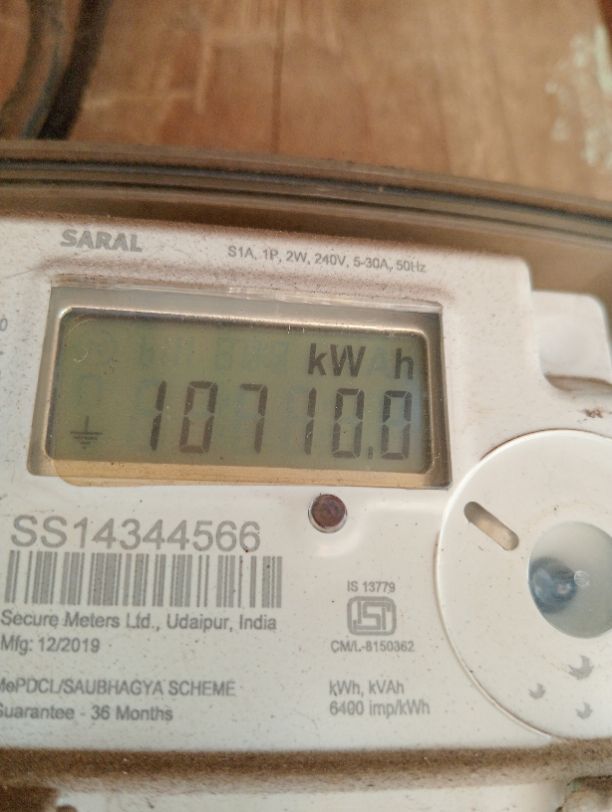 SARAL
S1A, 1P, 2W, 240V, 5-30A, 50Hz
kW h
10710.0
SS14344566
Secure Meters Ltd., Udaipur, India
Mfg: 12/2019
IS 13779
CM/L-8150362
MePDCL/SAUBHAGYA SCHEME
Guarantee - 36 Months
kWh, kVAh
6400 imp/kWh